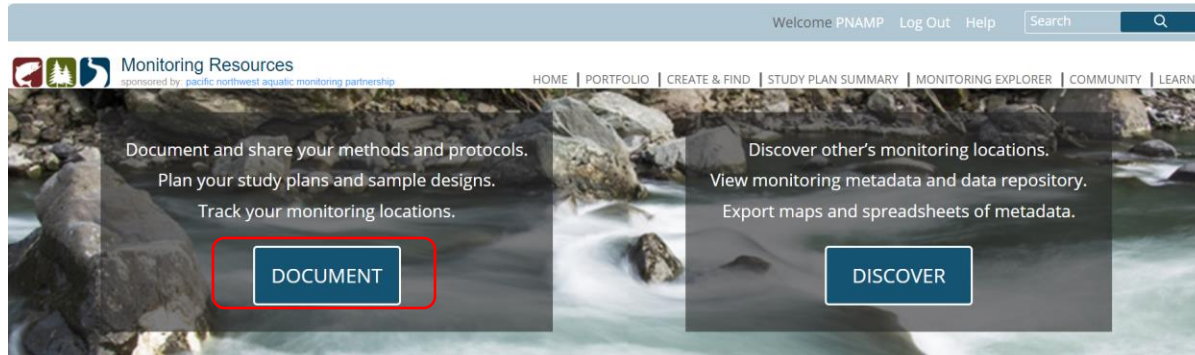 Welcome PNAMP Log Out Help Search
Monitoring Resources
sponsored by: pacific northwest aquatic monitoring partnership
HOME | PORTFOLIO | CREATE & FIND | STUDY PLAN SUMMARY | MONITORING EXPLORER | COMMUNITY | LEARN
Document and share your methods and protocols.
Plan your study plans and sample designs.
Track your monitoring locations.
DOCUMENT
Discover other's monitoring locations.
View monitoring metadata and data repository.
Export maps and spreadsheets of metadata.
DISCOVER